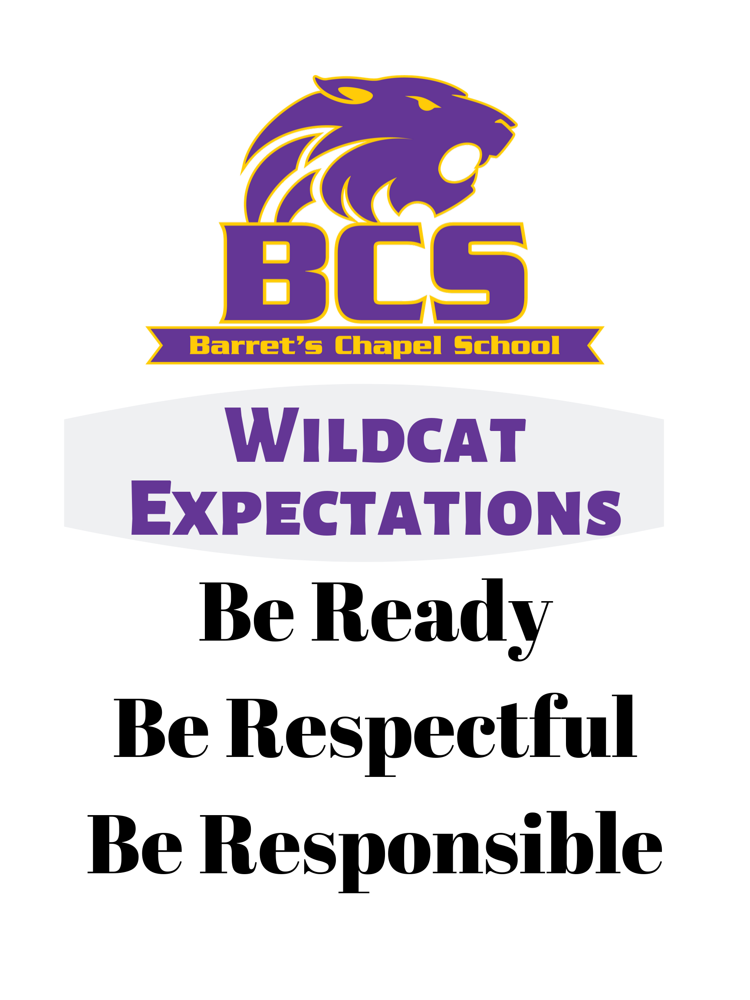 BCS
Barret's Chapel School
Wildcat
Expectations
Be Ready
Be Respectful
Be Responsible